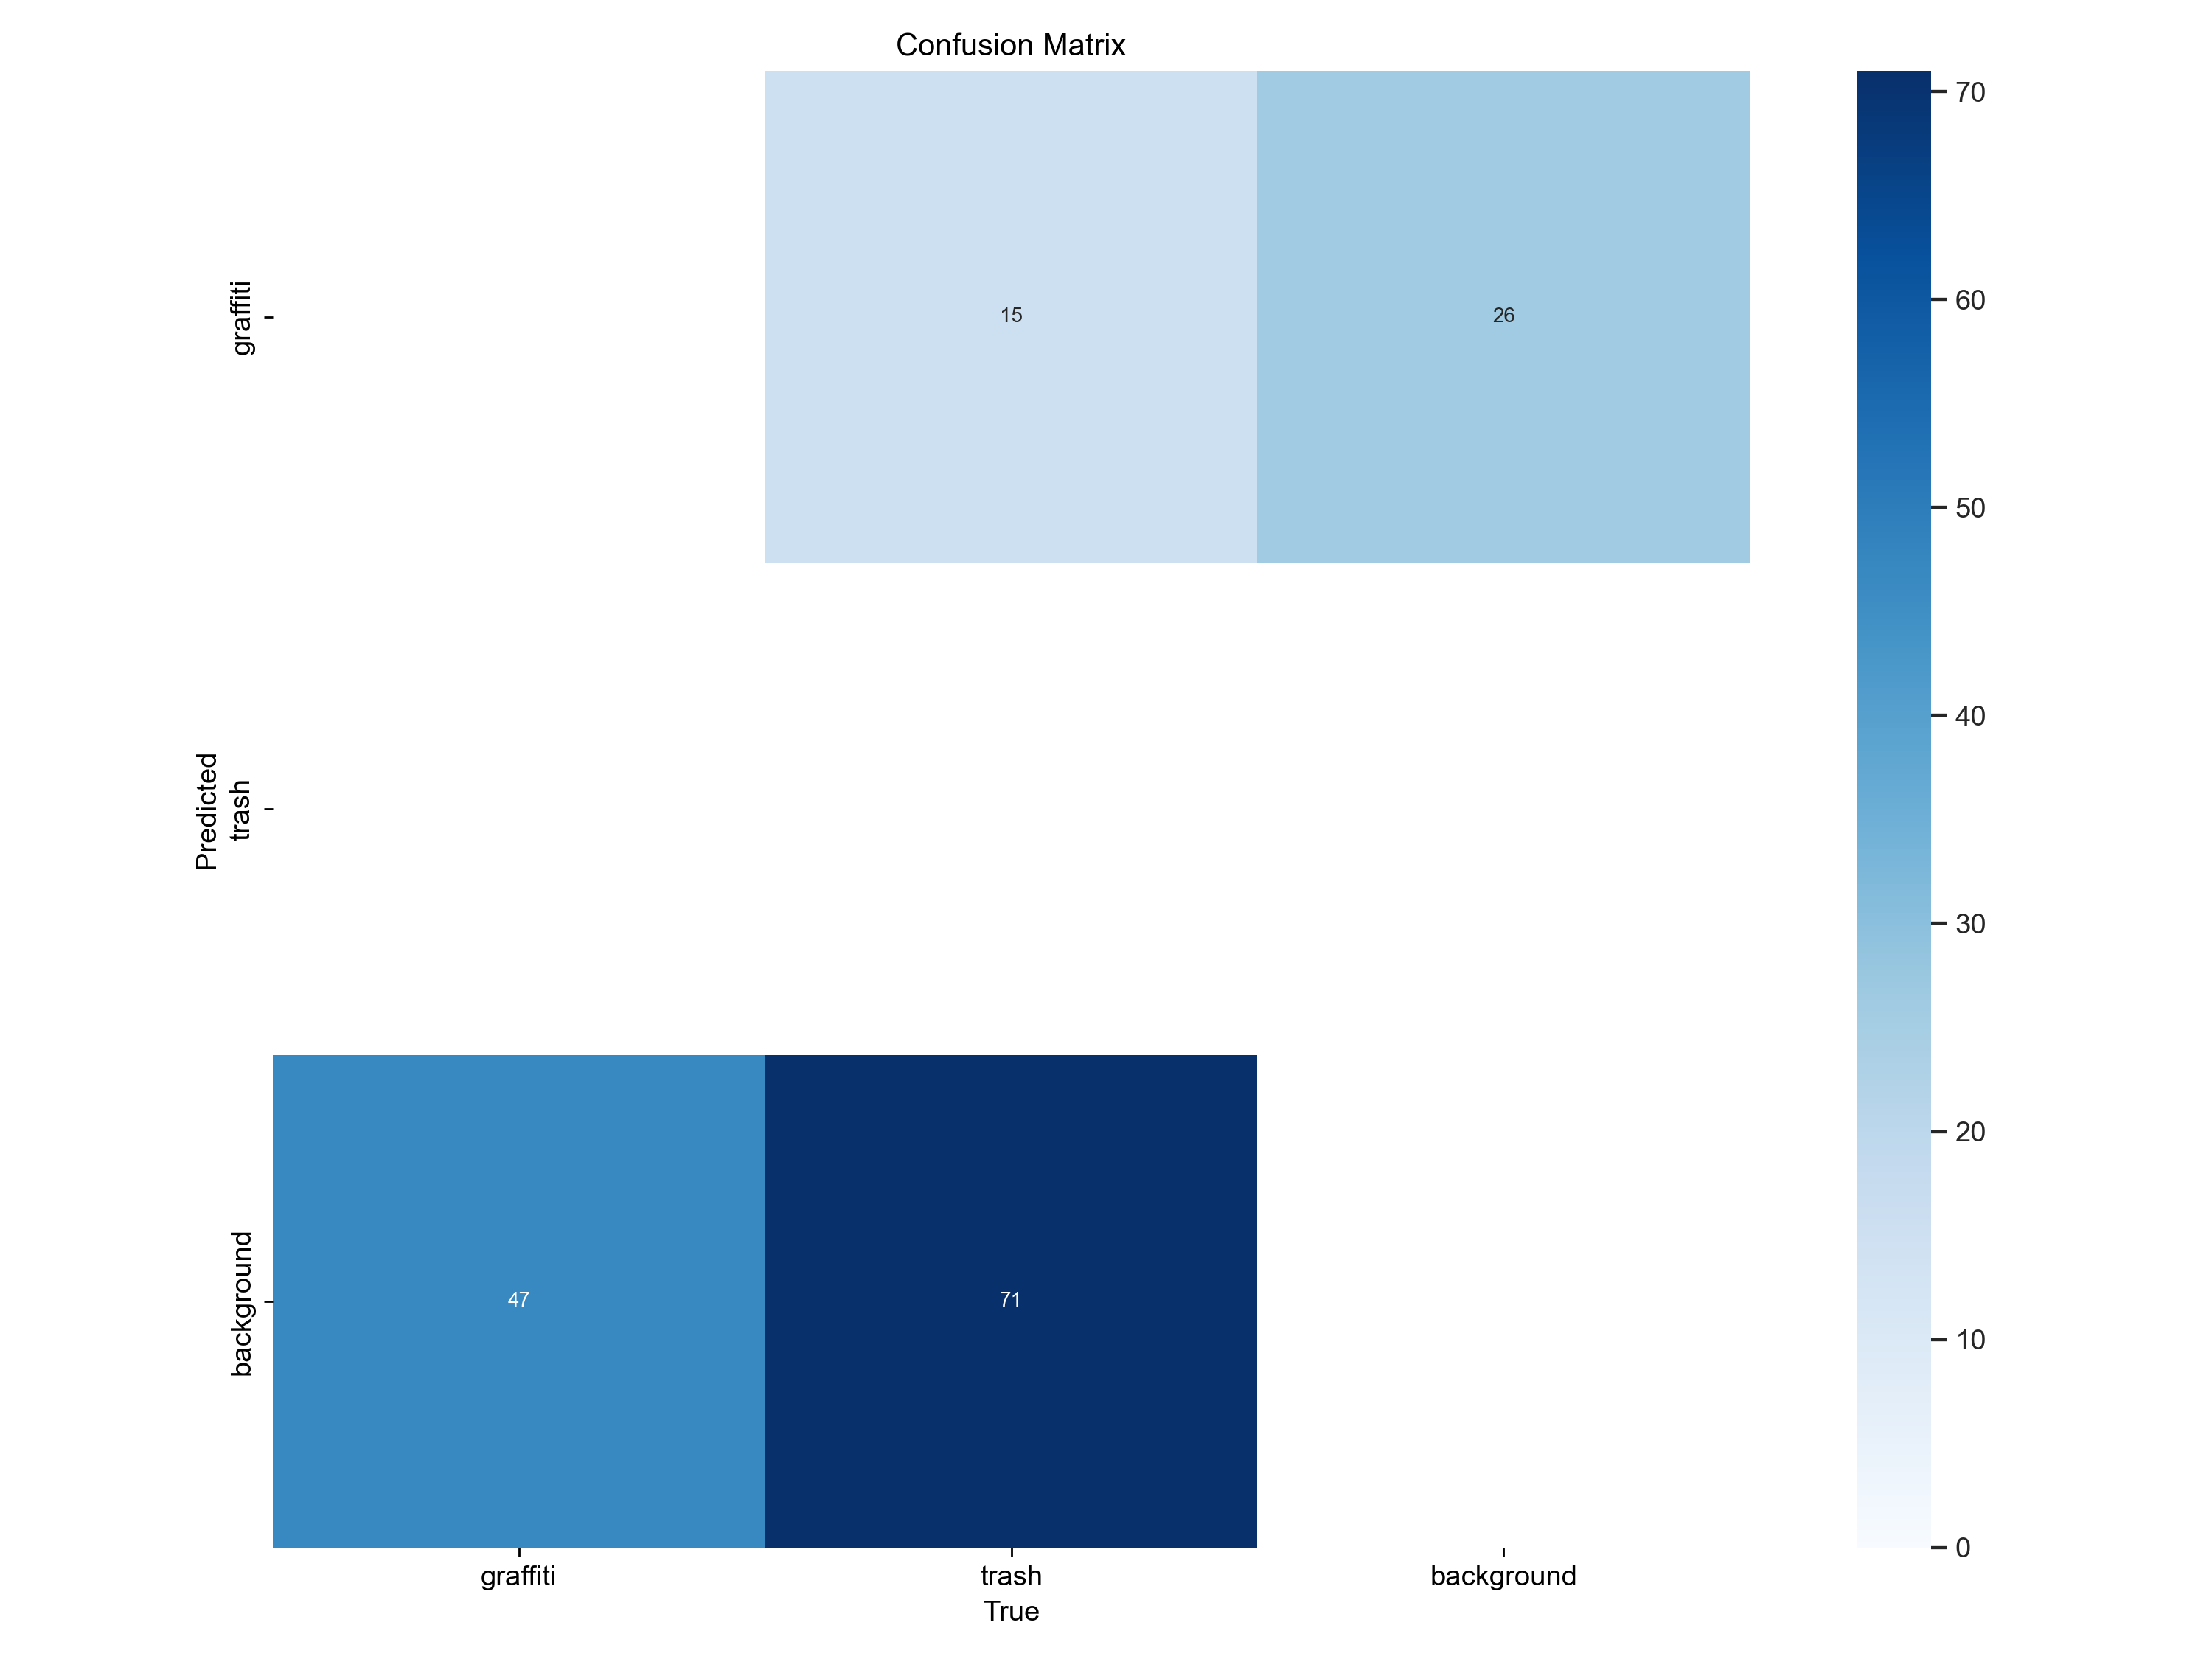 Confusion Matrix
graffiti
15
26
Predicted
trash
background
47
71
graffiti
trash
background
True
70
60
50
40
30
20
10
0